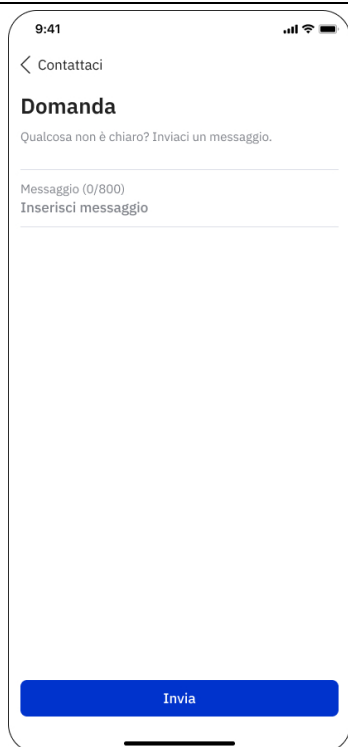 9:41
Contattaci
Domanda
Qualcosa non è chiaro? Inviaci un messaggio.
Messaggio (0/800)
Inserisci messaggio
Invia